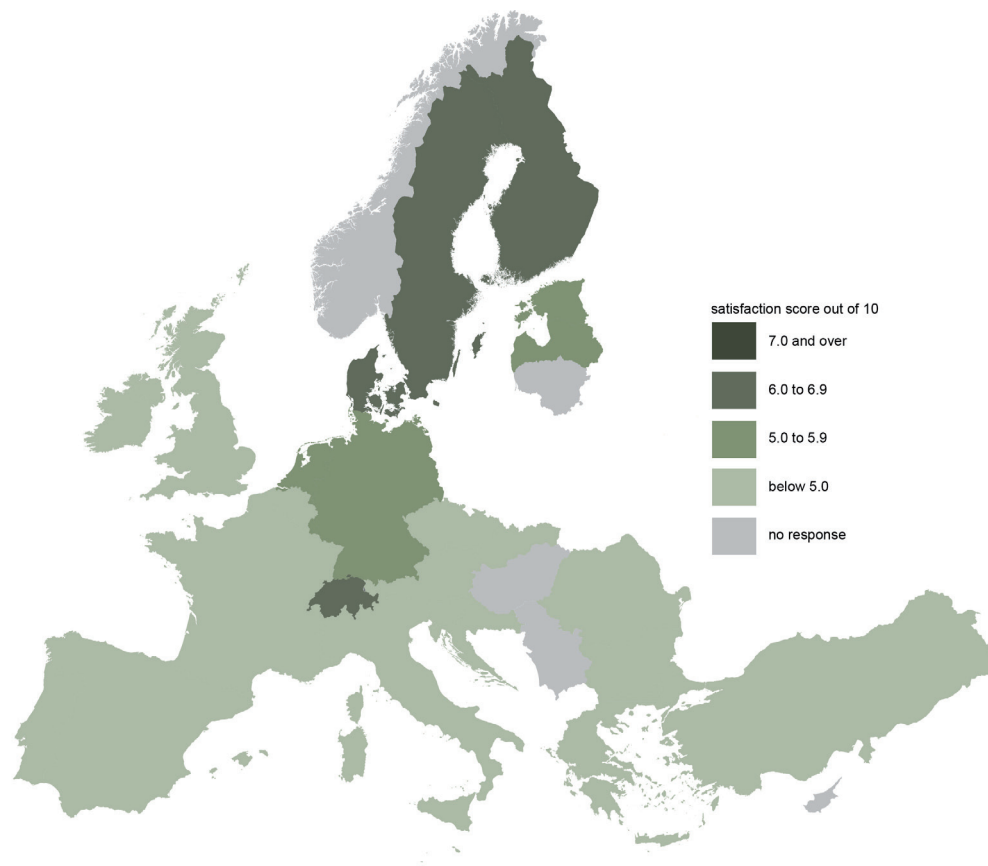 satisfaction score out of 10
7.0 and over
6.0 to 6.9
5.0 to 5.9
below 5.0
no response